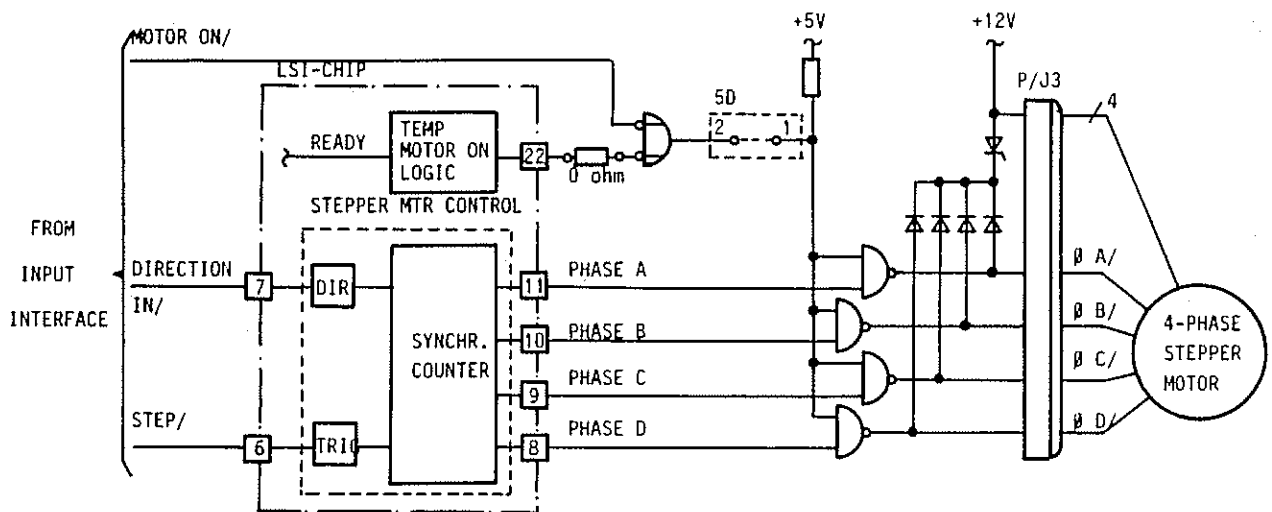 MOTOR ON/
LSI-CHIP
READY
TEMP
MOTOR ON
LOGIC
22
0 ohm
5D
2 1
+5V
+12V
P/J3
4
STEPPER MTR CONTROL
FROM
INPUT
INTERFACE
DIRECTION
IN/
7
DIR
SYNCHR.
COUNTER
11
PHASE A
10
PHASE B
9
PHASE C
8
PHASE D
STEP/
6
TRIG
Ø A/
Ø B/
Ø C/
Ø D/
4-PHASE
STEPPER
MOTOR